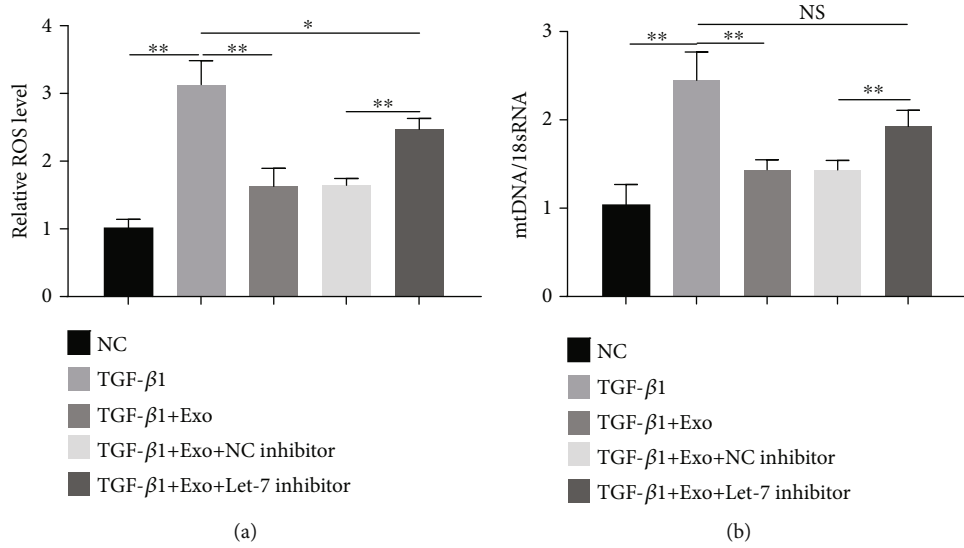 Relative ROS level
4
3
2
1
0
**
**
*
**
NC
TGF-β1
TGF-β1+Exo
TGF-β1+Exo+NC inhibitor
TGF-β1+Exo+Let-7 inhibitor
(a)
mtDNA/18sRNA
3
2
1
0
**
**
NS
**
NC
TGF-β1
TGF-β1+Exo
TGF-β1+Exo+NC inhibitor
TGF-β1+Exo+Let-7 inhibitor
(b)